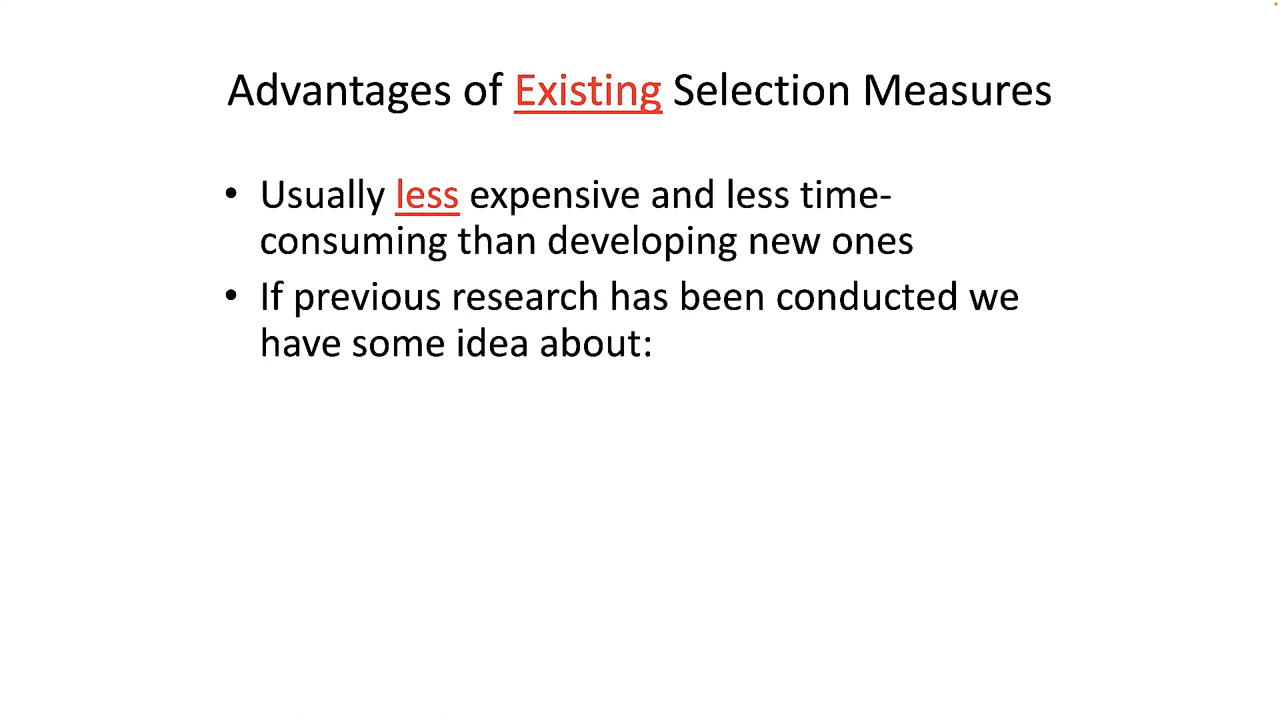 Advantages of Existing Selection Measures
• Usually less expensive and less time-
consuming than developing new ones
• If previous research has been conducted we
have some idea about: